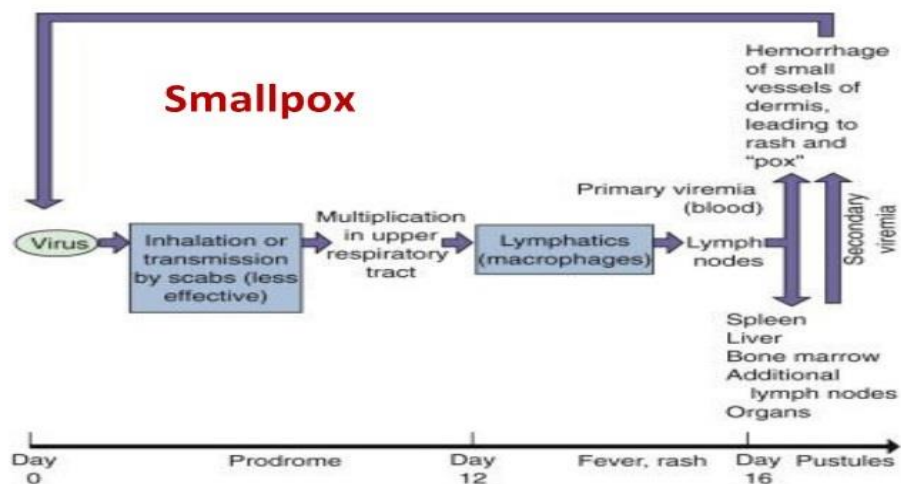 Smallpox
Hemorrhage
of small
vessels of
dermis,
leading to
rash and
"pox"
Virus
Inhalation or
transmission
by scabs (less
effective)
Multiplication
in upper
respiratory
tract
Lymphatics
(macrophages)
Primary viremia
(blood)
Lymph
nodes
Secondary
viremia
Spleen
Liver
Bone marrow
Additional
lymph nodes
Organs
Day
0
Prodrome
Day
12
Fever, rash
Day
16
Pustules